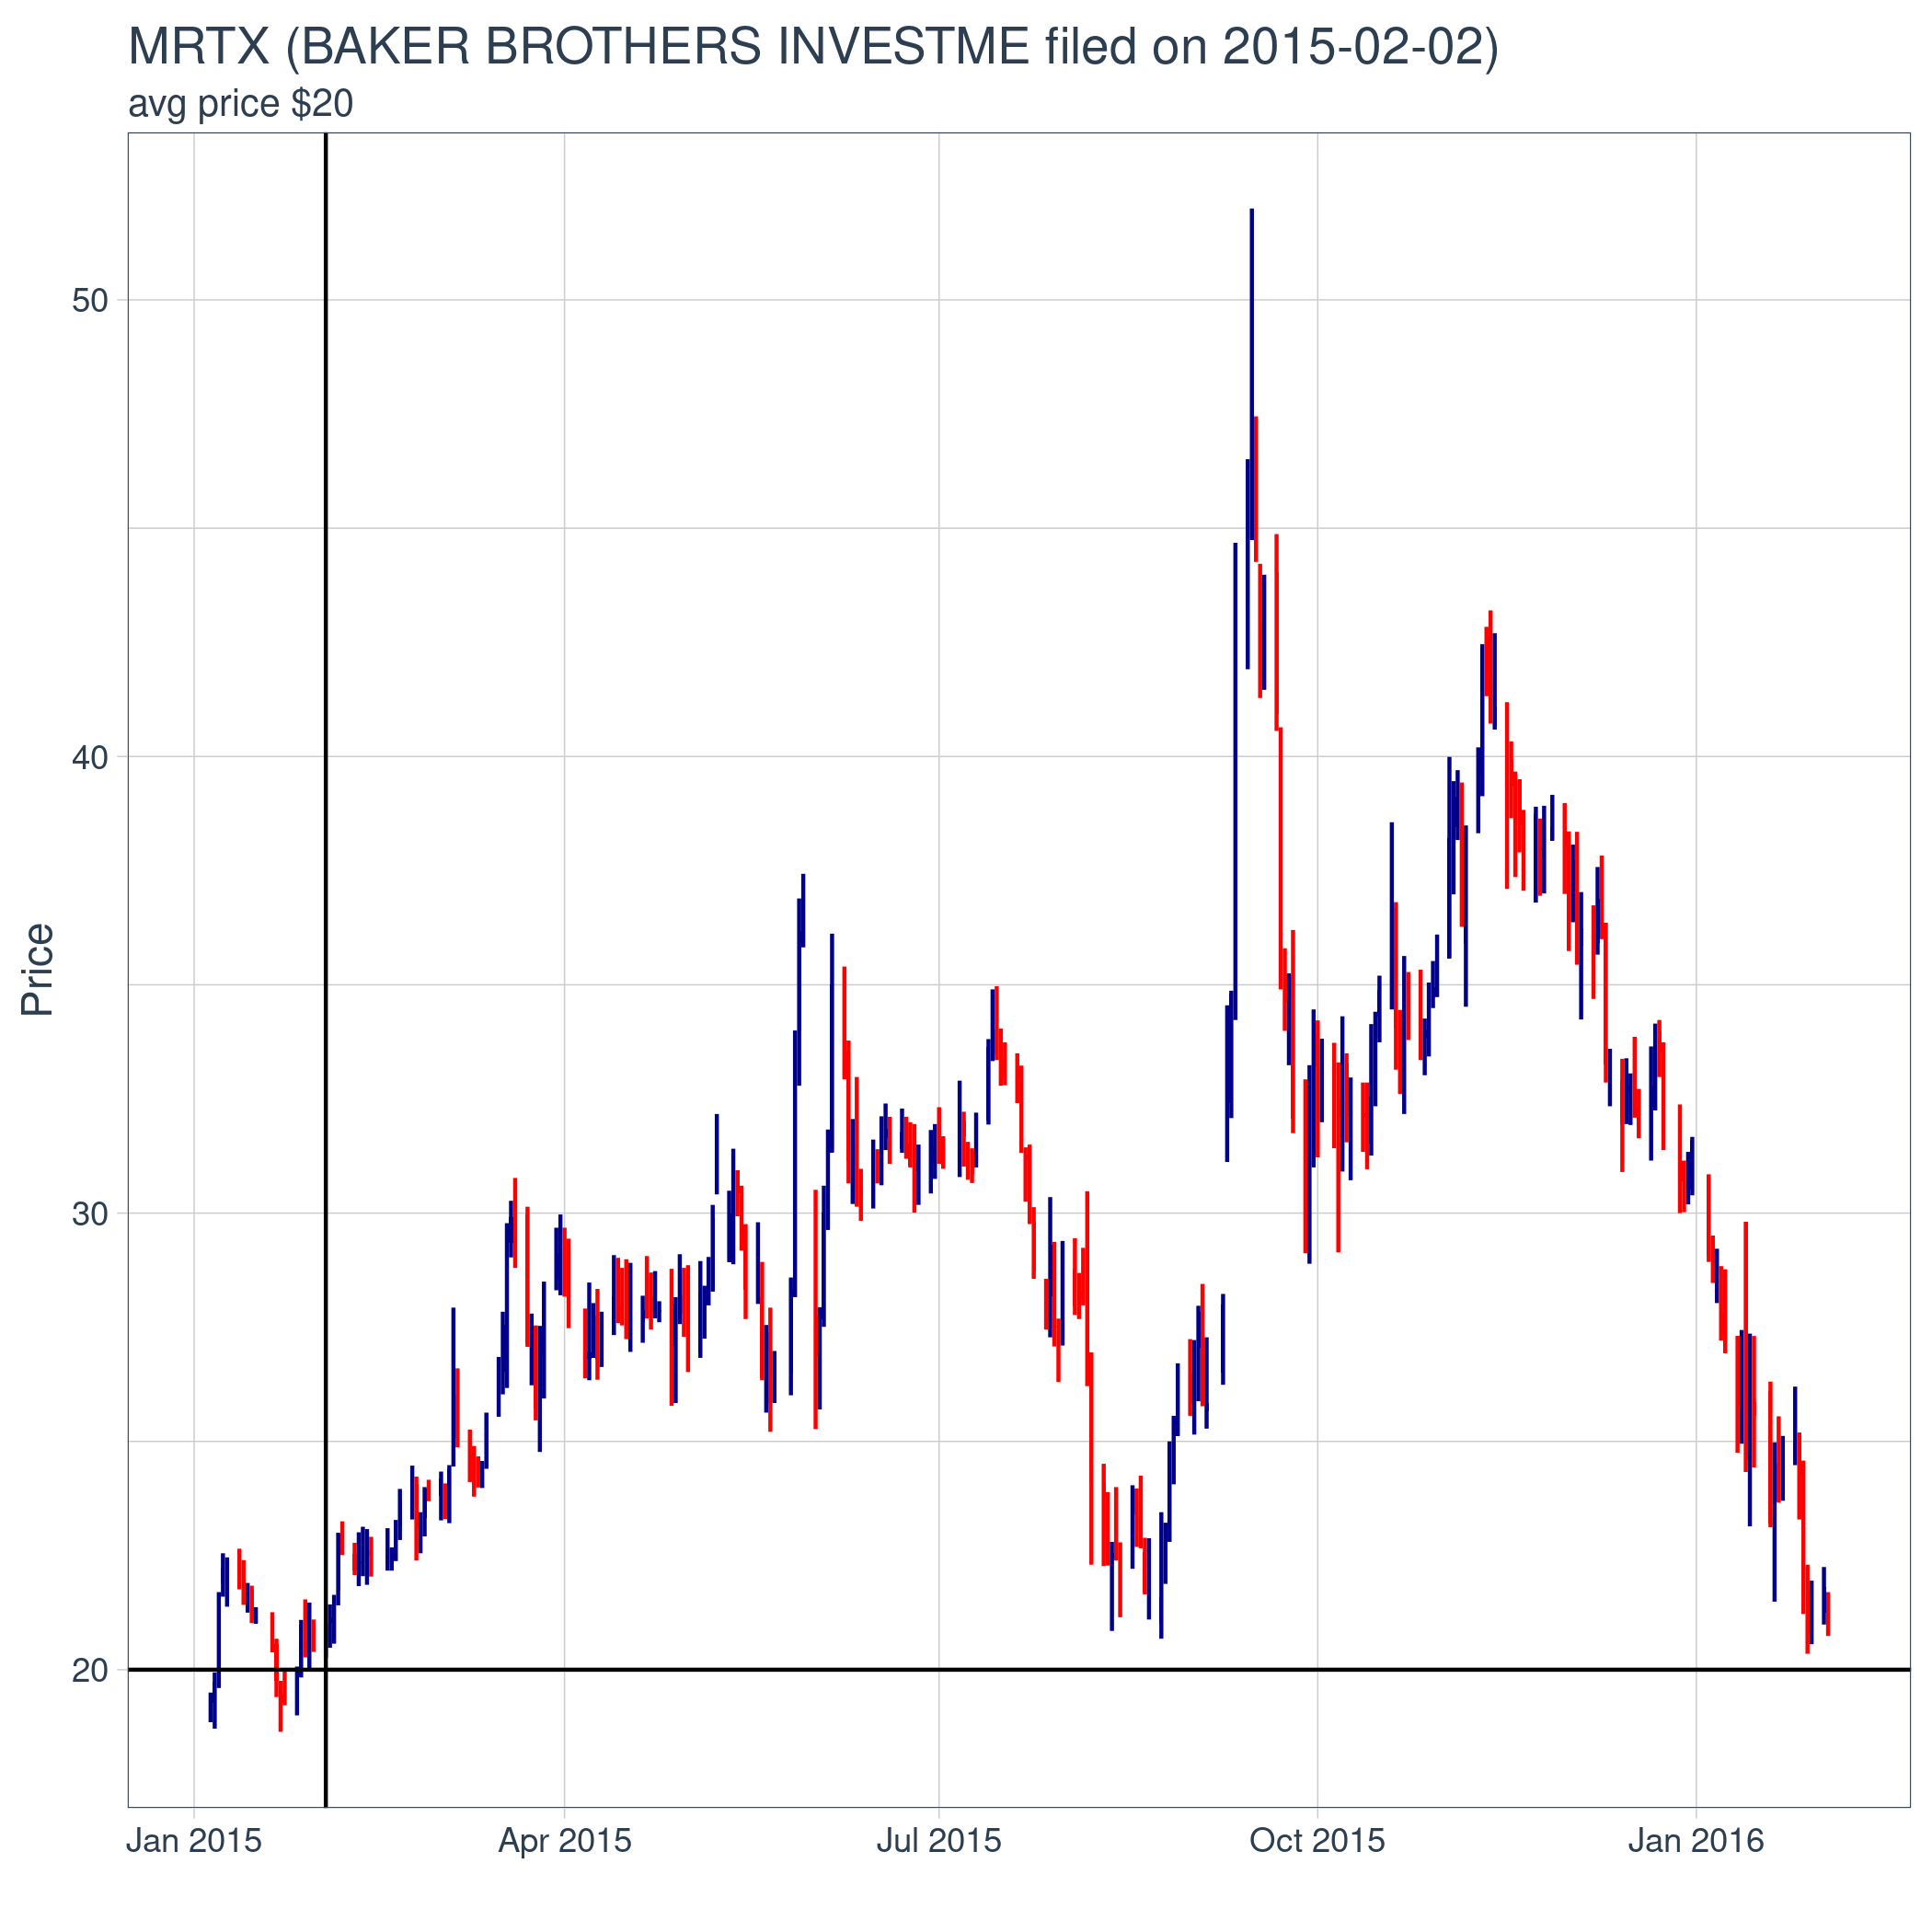 MRTX (BAKER BROTHERS INVESTME filed on 2015-02-02)
avg price $20
Price
50
40
30
20
Jan 2015
Apr 2015
Jul 2015
Oct 2015
Jan 2016